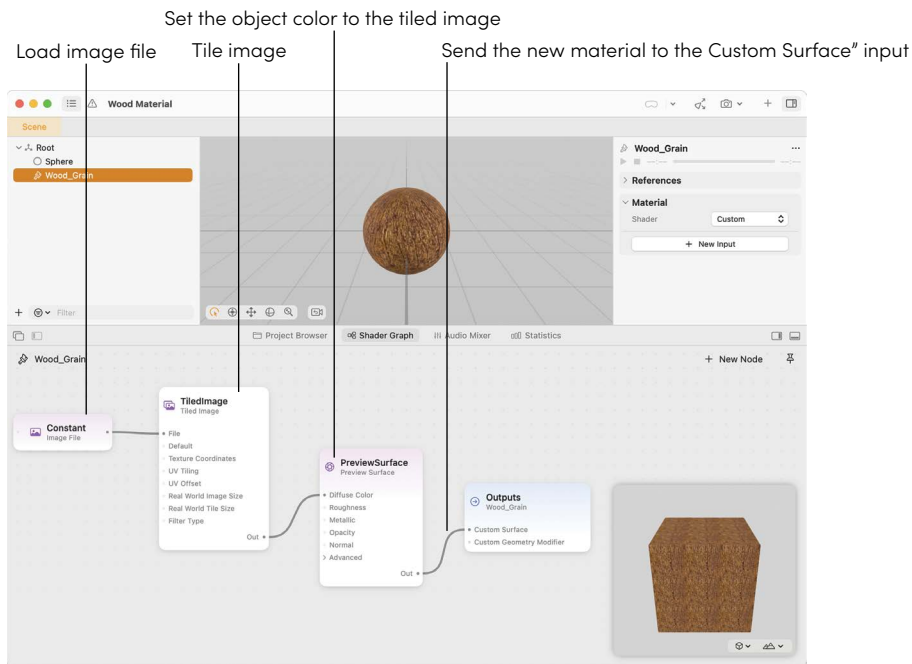 Set the object color to the tiled image
Load image file
Tile image
Send the new material to the Custom Surface” input
Wood Material
Scene
Root
Sphere
Wood_Grain
Filter
Wood_Grain
References
Material
Shader
Custom
+ New Input
Project Browser
Shader Graph
Audio Mixer
Statistics
Wood_Grain
+ New Node
Constant
Image File
TiledImage
Tiled Image
File
Default
Texture Coordinates
UV Tiling
UV Offset
Real World Image Size
Real World Tile Size
Filter Type
Out
PreviewSurface
Preview Surface
Diffuse Color
Roughness
Metallic
Opacity
Normal
Advanced
Out
Outputs
Wood_Grain
Custom Surface
Custom Geometry Modifier